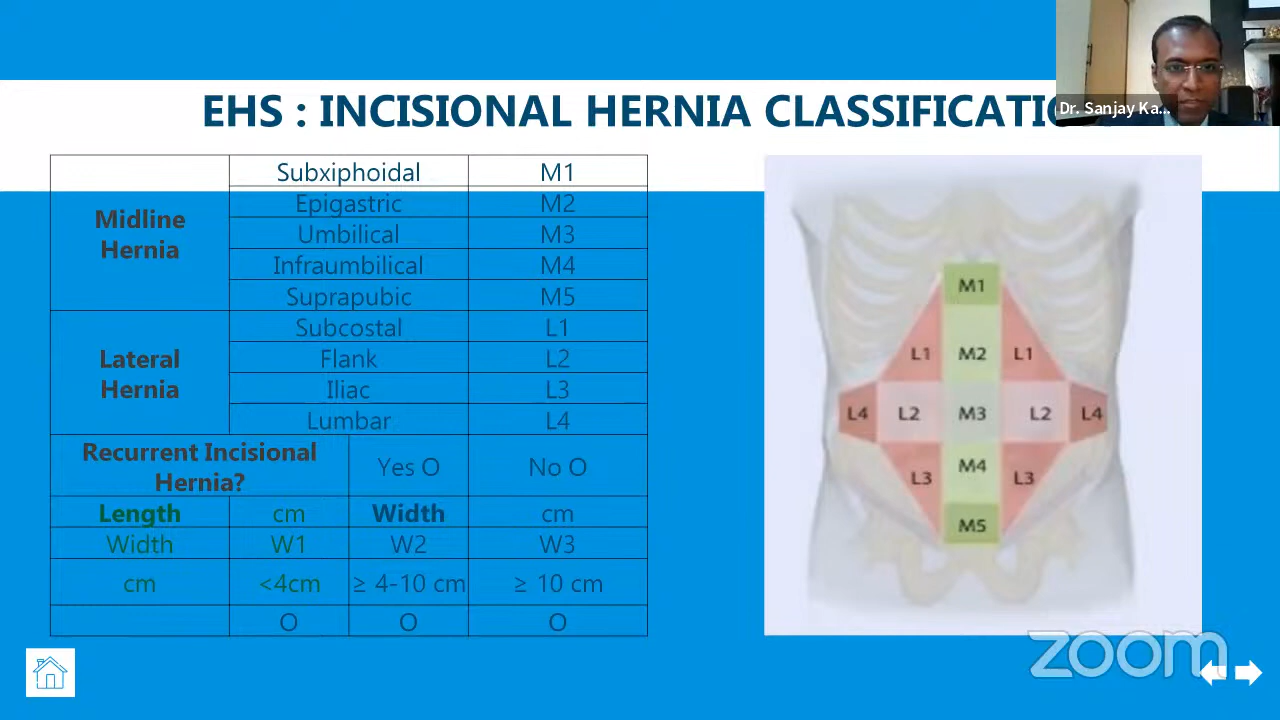 EHS : INCISIONAL HERNIA CLASSIFICATIO
Dr. Sanjay Ka...
Subxiphoidal M1
Midline Hernia
Epigastric M2
Umbilical M3
Infraumbilical M4
Suprapubic M5
Lateral Hernia
Subcostal L1
Flank L2
Iliac L3
Lumbar L4
Recurrent Incisional
Hernia?
Yes O No O
Length cm Width cm
Width W1 W2 W3
cm <4cm ≥ 4-10 cm ≥ 10 cm
O O O
M1
L1 M2 L1
L4 L2 M3 L2 L4
L3 M4 L3
M5
zoom